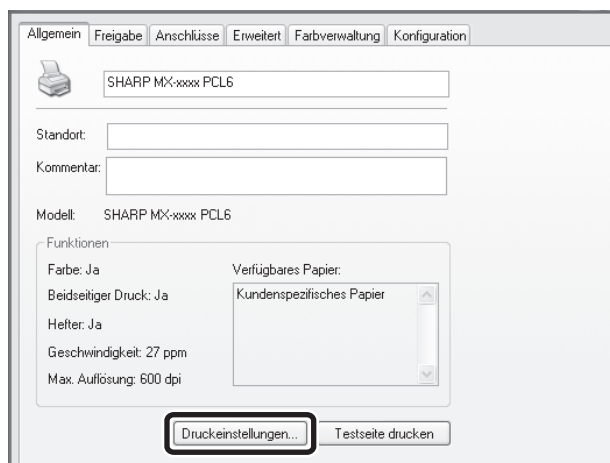 Allgemein Freigabe Anschlüsse Erweitert Farbverwaltung Konfiguration
SHARP MX-xxxx PCL6
Standort:
Kommentar:
Modell: SHARP MX-xxxx PCL6
Funktionen
Farbe: Ja Verfügbares Papier:
Beidseitiger Druck: Ja Kundenspezifisches Papier
Hefter: Ja
Geschwindigkeit: 27 ppm
Max. Auflösung: 600 dpi
Druckeinstellungen... Testseite drucken